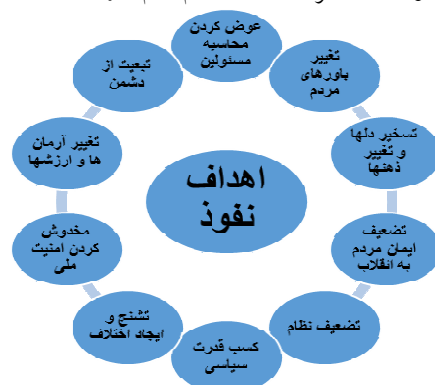 عوض کردن
محاسبه
مسئولین
تغییر
باورهای
مردم
تسخیر دلها
و تغییر
ذهنها
تضعیف
ایمان مردم
به انقلاب
تضعیف نظام
کسب قدرت
سیاسی
تشنج و
ایجاد اختلاف
مخدوش
کردن امنیت
ملی
تغییر آرمان
ها و ارزشها
تبعیت از
دشمن
اهداف
نفوذ